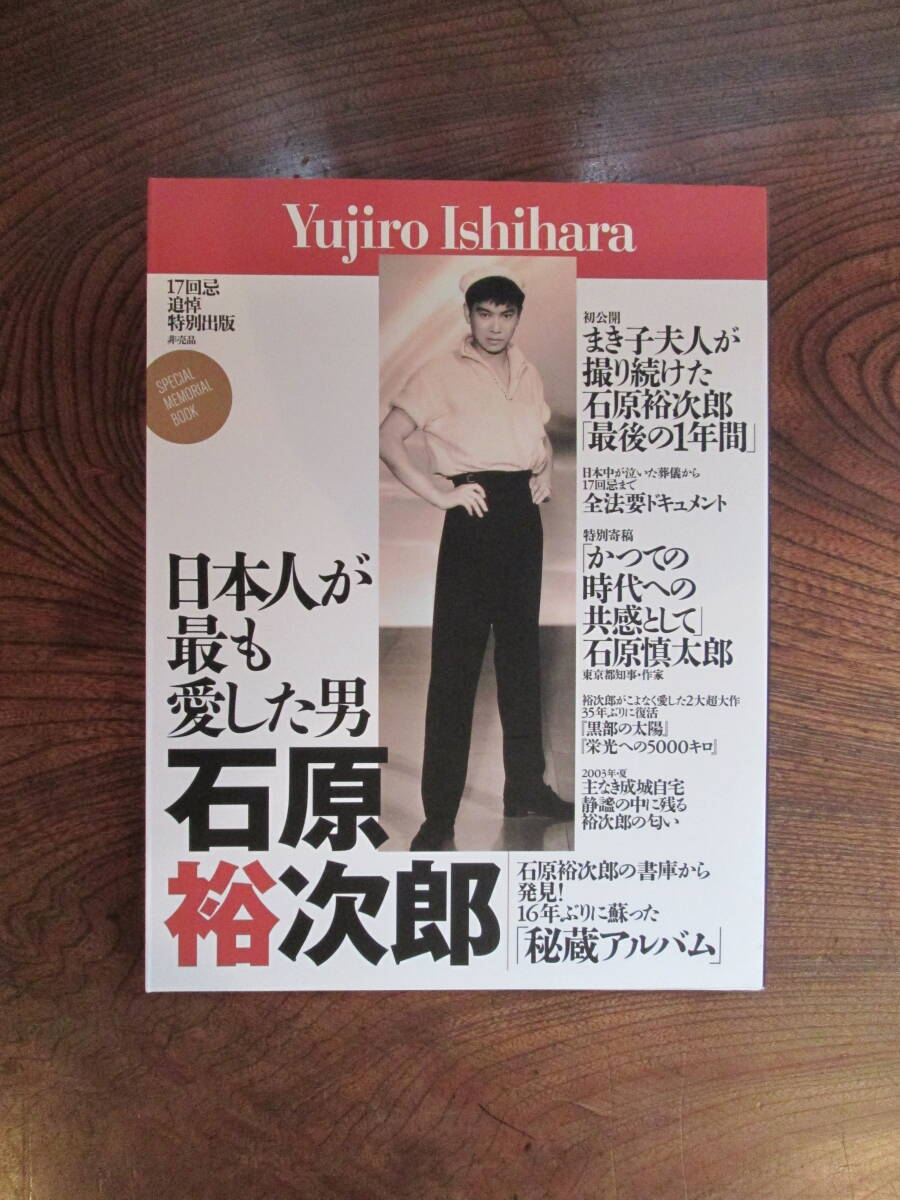 Yujiro Ishihara
17回忌
追悼
特別出版
非売品
SPECIAL
MEMORIAL
BOOK
日本人が
最も
愛した男
石原
裕次郎
初公開
まき子夫人が
撮り続けた
石原裕次郎
「最後の1年間」
日本中が泣いた葬儀から
17回忌まで
全法要ドキュメント
特別寄稿
「かつての
時代への
共感として」
石原慎太郎
東京都知事・作家
裕次郎がこよなく愛した2大超大作
35年ぶりに復活
『黒部の太陽』
『栄光への5000キロ』
2003年・夏
主なき成城自宅
静謐の中に残る
裕次郎の匂い
石原裕次郎の書庫から
発見!
16年ぶりに蘇った
「秘蔵アルバム」